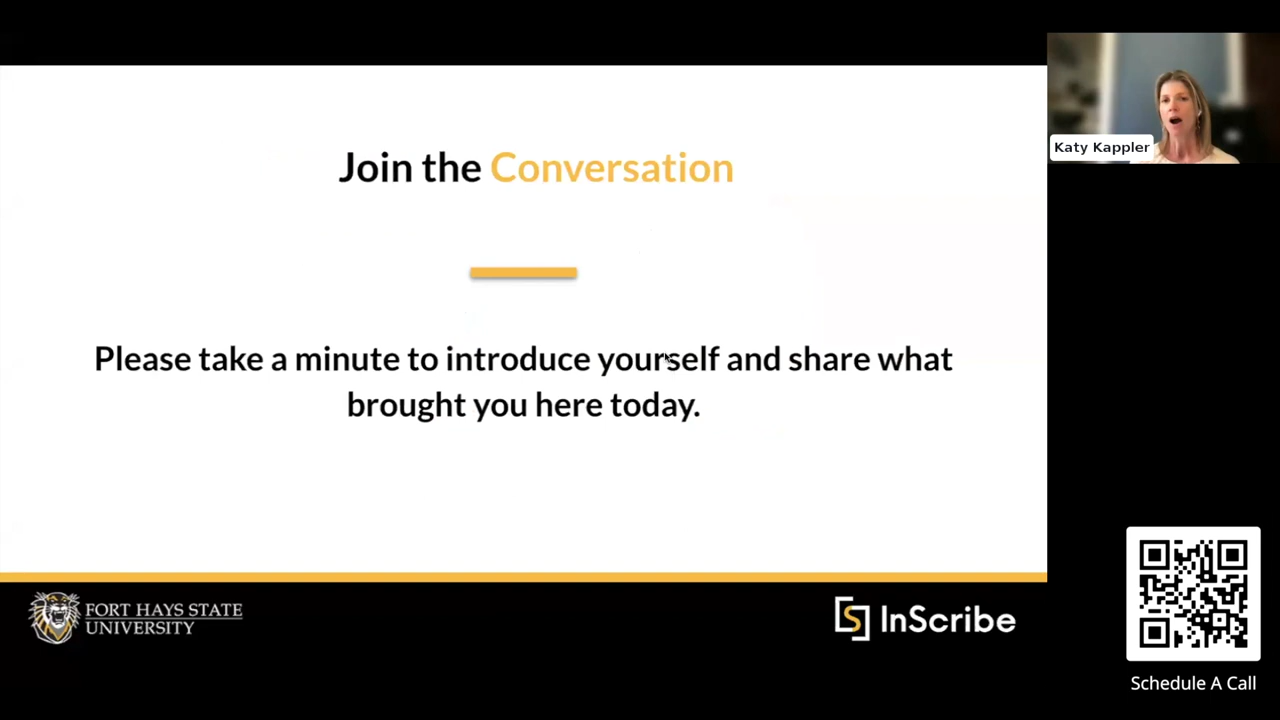 Join the Conversation
Katy Kappler
Please take a minute to introduce yourself and share what
brought you here today.
FORT HAYS STATE
UNIVERSITY
InScribe
Schedule A Call